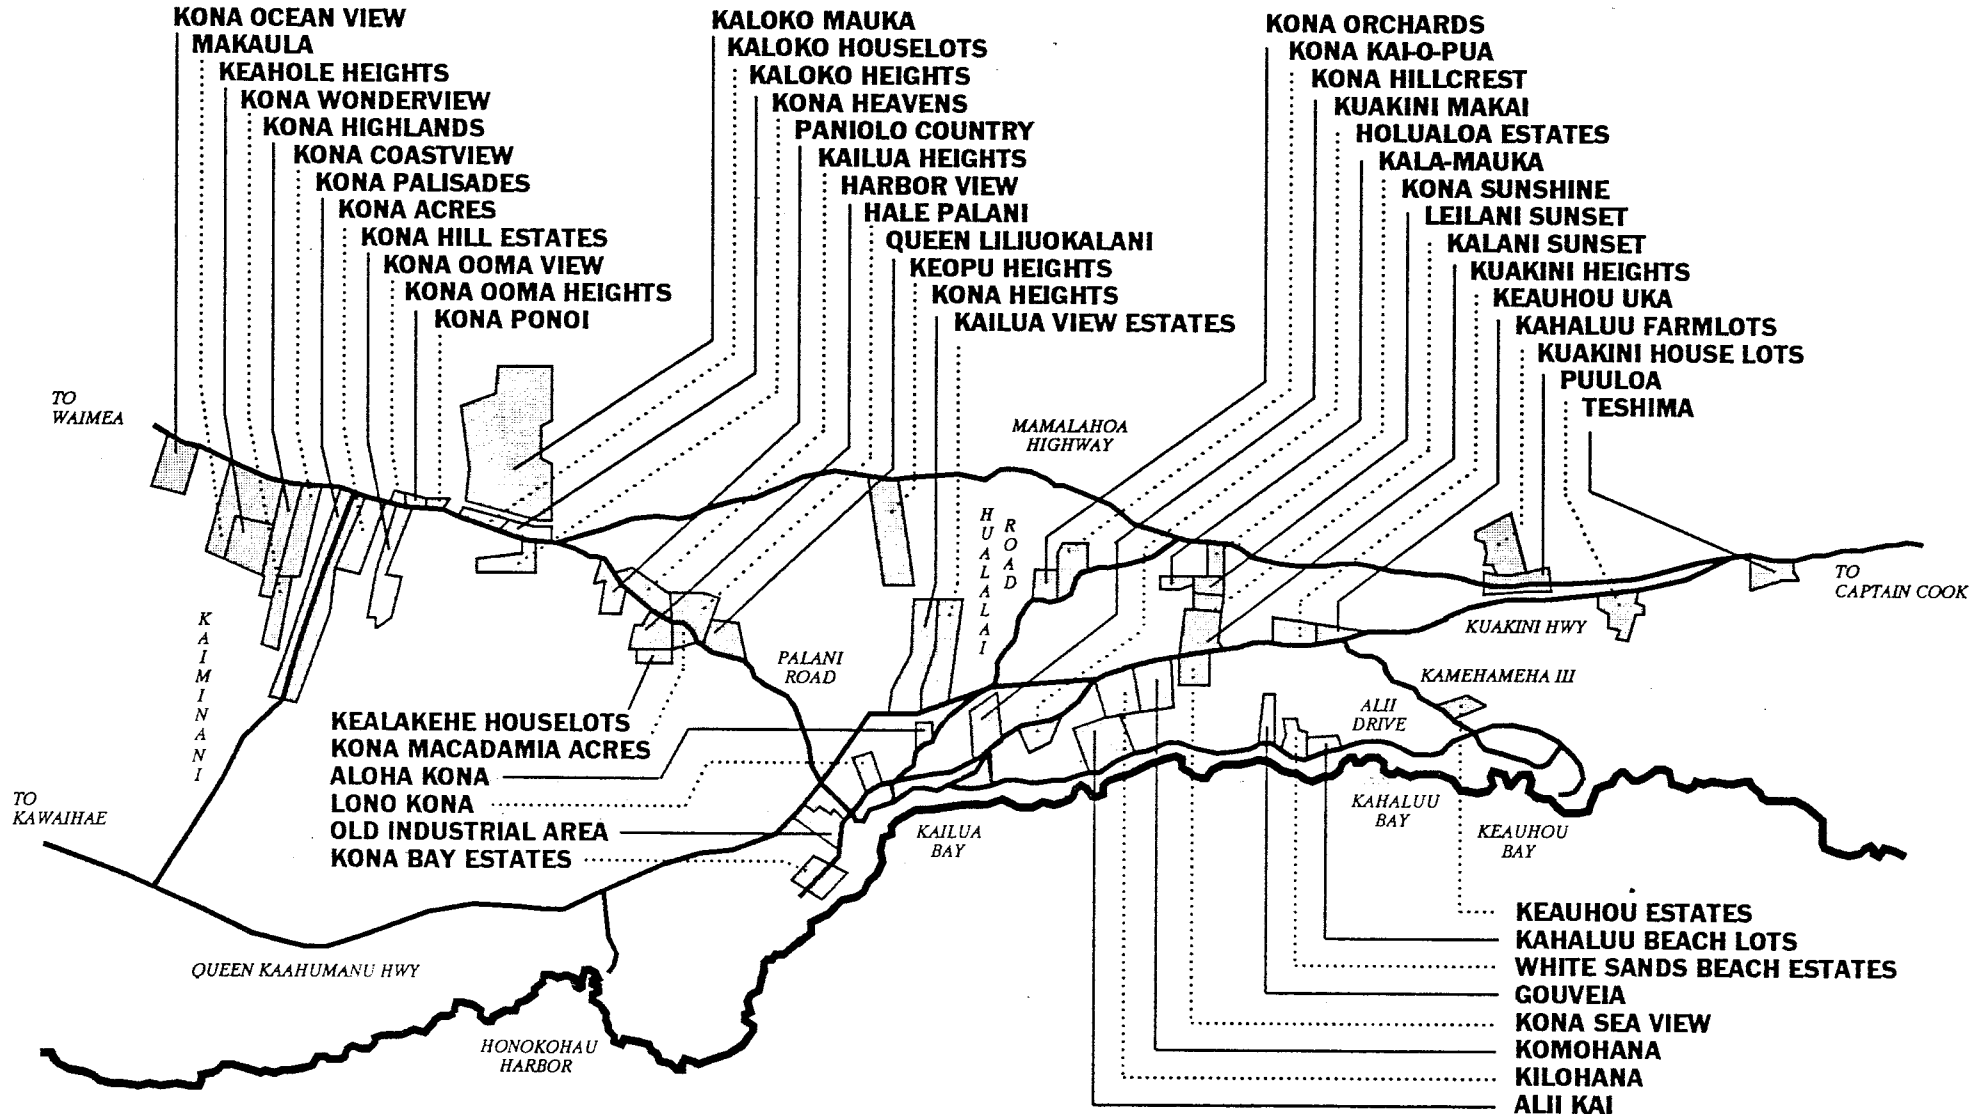 KONA OCEAN VIEW
MAKAULA
KEAHOLE HEIGHTS
KONA WONDERVIEW
KONA HIGHLANDS
KONA COASTVIEW
KONA PALISADES
KONA ACRES
KONA HILL ESTATES
KONA OOMA VIEW
KONA OOMA HEIGHTS
KONA PONOI
KALOKO MAUKA
KALOKO HOUSELOTS
KALOKO HEIGHTS
KONA HEAVENS
PANIOLO COUNTRY
KAILUA HEIGHTS
HARBOR VIEW
HALE PALANI
QUEEN LILIUOKALANI
KEOPU HEIGHTS
KONA HEIGHTS
KAILUA VIEW ESTATES
KONA ORCHARDS
KONA KAI-O-PUA
KONA HILLCREST
KUAKINI MAKAI
HOLUALOA ESTATES
KALA-MAUKA
KONA SUNSHINE
LEILANI SUNSET
KALANI SUNSET
KUAKINI HEIGHTS
KEAUHOU UKA
KAHALUU FARMLOTS
KUAKINI HOUSE LOTS
PUULOA
TESHIMA
TO
WAIMEA
MAMALAHOA
HIGHWAY
HUALALAI
ROAD
TO
CAPTAIN COOK
KUAKINI HWY
KAIMINANI
PALANI
ROAD
KAMEHAMEHA III
ALII
DRIVE
KEALAKEHE HOUSELOTS
KONA MACADAMIA ACRES
ALOHA KONA
LONO KONA
OLD INDUSTRIAL AREA
KONA BAY ESTATES
TO
KAWAIHAE
KAILUA
BAY
KAHALUU
BAY
KEAUHOU
BAY
QUEEN KAAHUMANU HWY
HONOKOHAU
HARBOR
KEAUHOU ESTATES
KAHALUU BEACH LOTS
WHITE SANDS BEACH ESTATES
GOUVEIA
KONA SEA VIEW
KOMOHANA
KILOHANA
ALII KAI